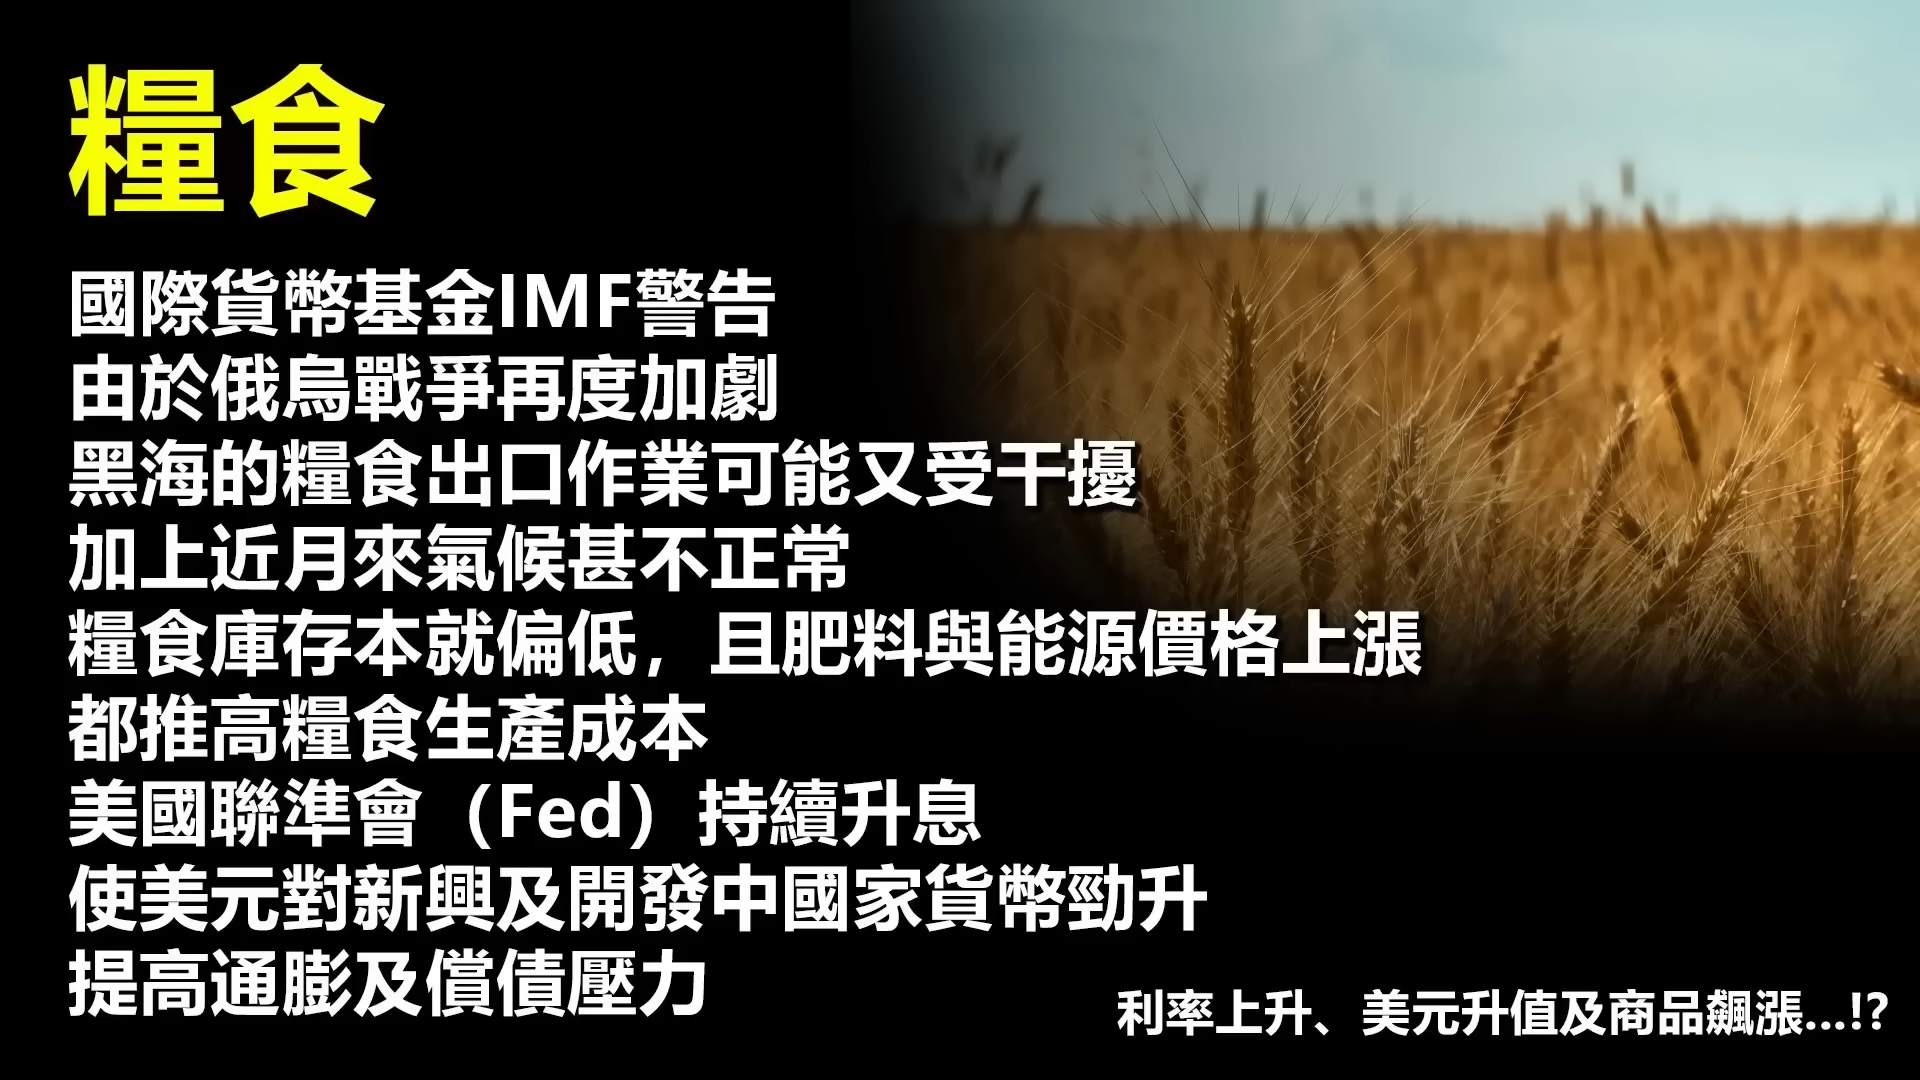 糧食
國際貨幣基金IMF警告
由於俄烏戰爭再度加劇
黑海的糧食出口作業可能又受干擾
加上近月來氣候甚不正常
糧食庫存本就偏低，且肥料與能源價格上漲
都推高糧食生產成本
美國聯準會（Fed）持續升息
使美元對新興及開發中國家貨幣勁升
提高通膨及償債壓力
利率上升、美元升值及商品飆漲...!?